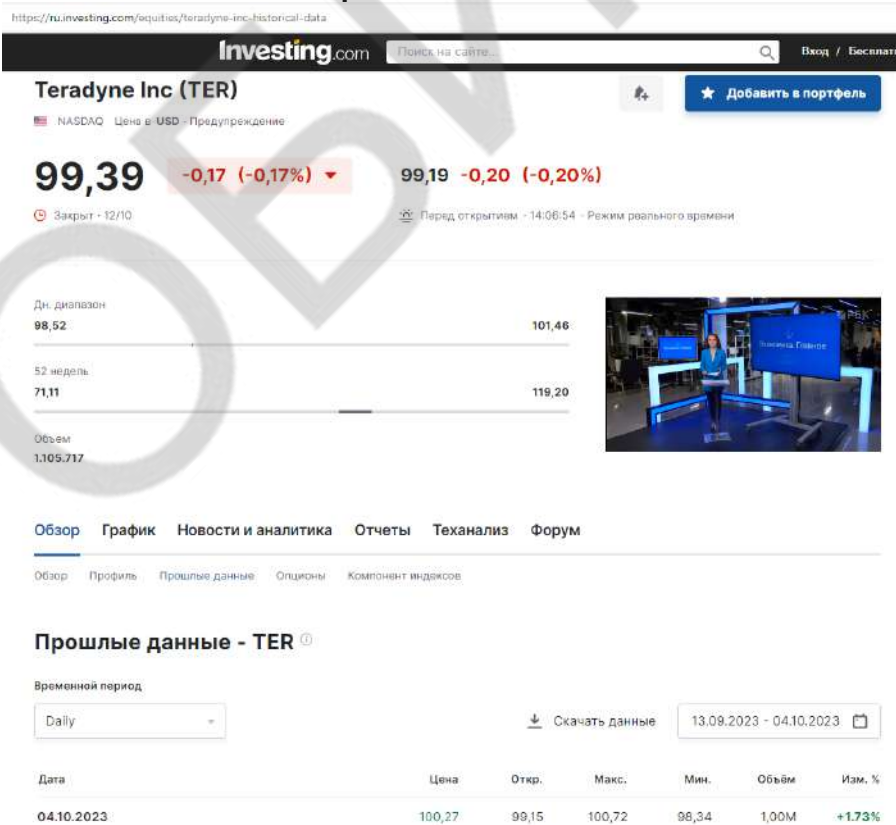 https://ru.investing.com/equities/teradyne-inc-historical-data
Investing.com Поиск на сайте... Вход / Бесплат
Teradyne Inc (TER) Добавить в портфель
NASDAQ Цена в USD - Предупреждение
99,39 -0,17 (-0,17%) 99,19 -0,20 (-0,20%)
Закрыт - 12/10 Перед открытием - 14:06:54 - Режим реального времени
Дн. диапазон
98,52 101,46
52 недель
71,11 119,20
Объем
1.105.717
РБК
Обзор График Новости и аналитика Отчеты Теханализ Форум
Обзор Профиль Прошлые данные Опционы Компонент индексов
Прошлые данные - TER
Временной период
Daily Скачать данные 13.09.2023 - 04.10.2023
Дата Цена Откр. Макс. Мин. Объём Изм. %
04.10.2023 100,27 99,15 100,72 98,34 1,00M +1.73%